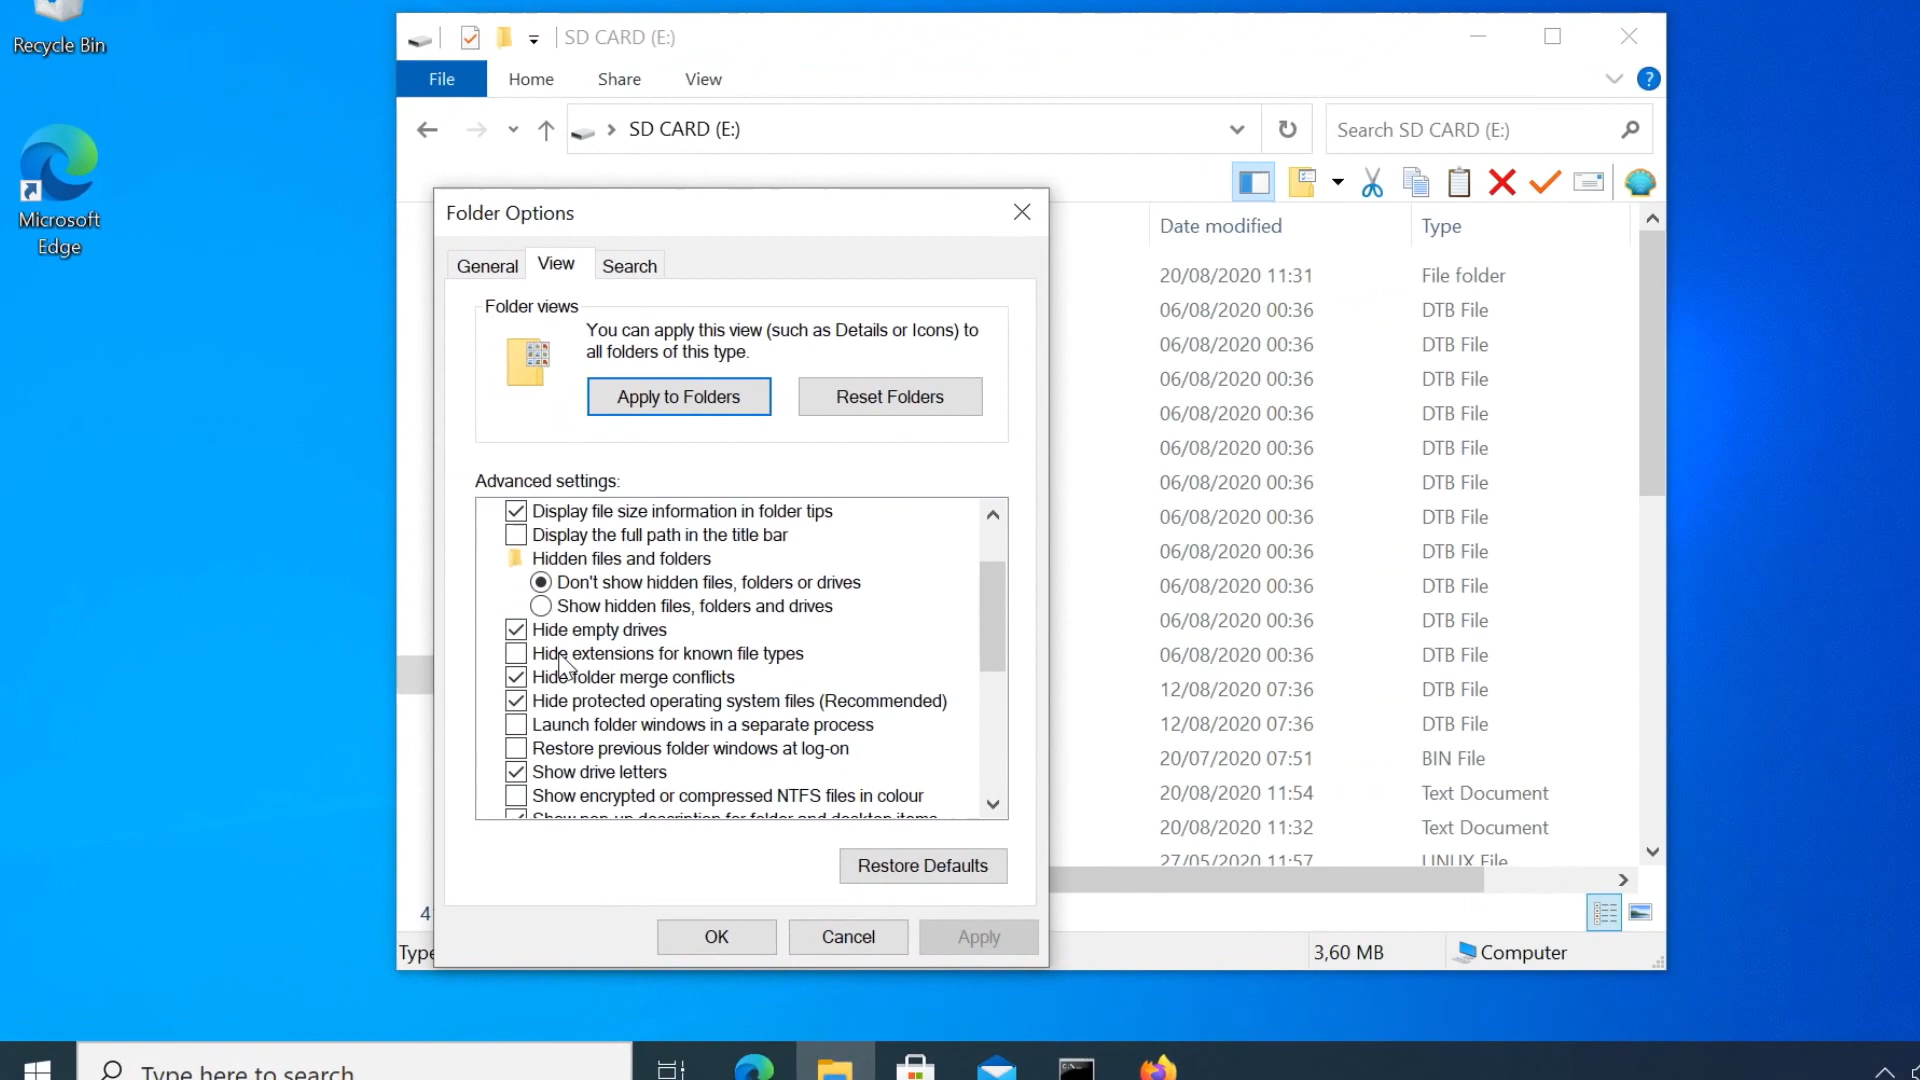 Recycle Bin
Microsoft
Edge
SD CARD (E:)
File
Home
Share
View
?
SD CARD (E:)
Search SD CARD (E:)
Date modified
Type
20/08/2020 11:31 File folder
06/08/2020 00:36 DTB File
06/08/2020 00:36 DTB File
06/08/2020 00:36 DTB File
06/08/2020 00:36 DTB File
06/08/2020 00:36 DTB File
06/08/2020 00:36 DTB File
06/08/2020 00:36 DTB File
06/08/2020 00:36 DTB File
06/08/2020 00:36 DTB File
06/08/2020 00:36 DTB File
06/08/2020 00:36 DTB File
12/08/2020 07:36 DTB File
12/08/2020 07:36 DTB File
20/07/2020 07:51 BIN File
20/08/2020 11:54 Text Document
20/08/2020 11:32 Text Document
27/05/2020 11:57 LINUX File
Folder Options
General
View
Search
Folder views
You can apply this view (such as Details or Icons) to
all folders of this type.
Apply to Folders
Reset Folders
Advanced settings:
Display file size information in folder tips
Display the full path in the title bar
Hidden files and folders
Don't show hidden files, folders or drives
Show hidden files, folders and drives
Hide empty drives
Hide extensions for known file types
Hide folder merge conflicts
Hide protected operating system files (Recommended)
Launch folder windows in a separate process
Restore previous folder windows at log-on
Show drive letters
Show encrypted or compressed NTFS files in colour
Show pop-up description for folder and desktop items
Restore Defaults
OK
Cancel
Apply
4
Type
3,60 MB
Computer
Type here to search